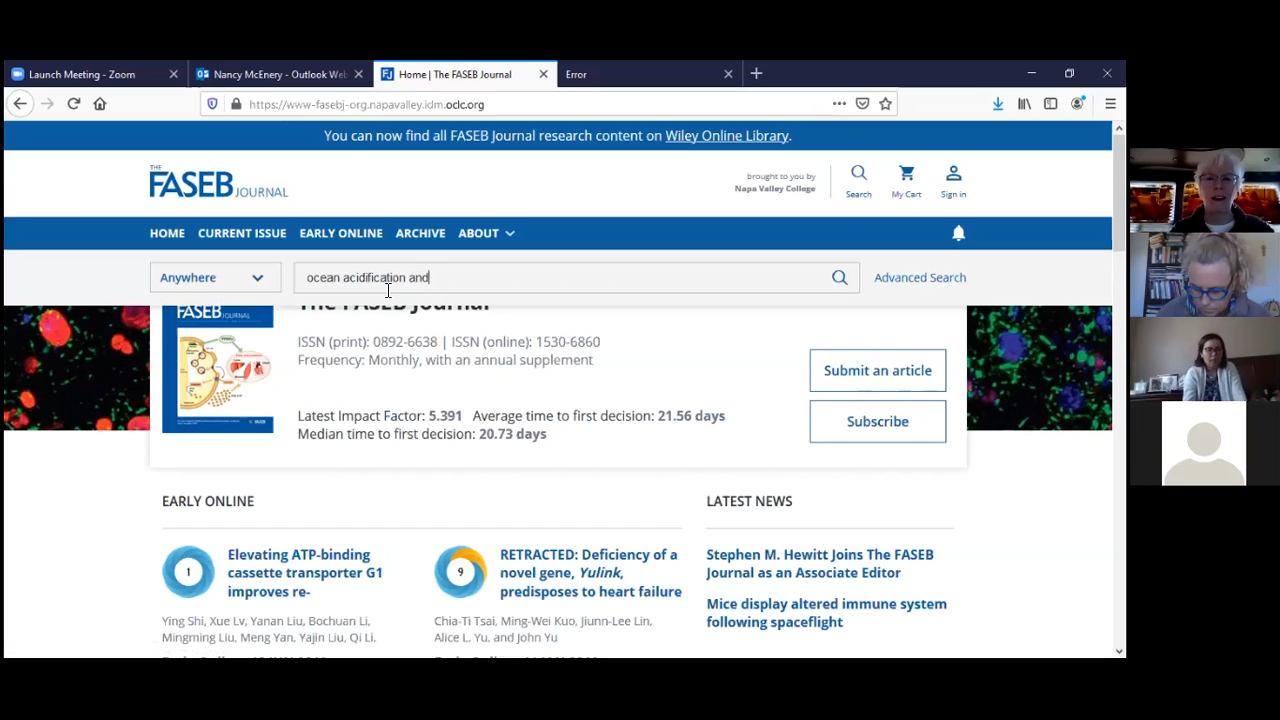 Launch Meeting - Zoom
Nancy McEnery - Outlook Web
Home | The FASEB Journal
Error
https://www-fasebj-org.napavalley.idm.oclc.org
You can now find all FASEB Journal research content on Wiley Online Library.
THE FASEB JOURNAL
brought to you by
Napa Valley College
Search
My Cart
Sign in
HOME
CURRENT ISSUE
EARLY ONLINE
ARCHIVE
ABOUT
Anywhere
ocean acidification and
Advanced Search
The FASEB Journal
FASEB JOURNAL
ISSN (print): 0892-6638 | ISSN (online): 1530-6860
Frequency: Monthly, with an annual supplement
Latest Impact Factor: 5.391 Average time to first decision: 21.56 days
Median time to first decision: 20.73 days
Submit an article
Subscribe
EARLY ONLINE
1
Elevating ATP-binding
cassette transporter G1
improves re-
Ying Shi, Xue Lv, Yanan Liu, Bochuan Li,
Mingming Liu, Meng Yan, Yajin Liu, Qi Li,
9
RETRACTED: Deficiency of a
novel gene, Yulink,
predisposes to heart failure
Chia-Ti Tsai, Ming-Wei Kuo, Jiunn-Lee Lin,
Alice L. Yu, and John Yu
LATEST NEWS
Stephen M. Hewitt Joins The FASEB
Journal as an Associate Editor
Mice display altered immune system
following spaceflight